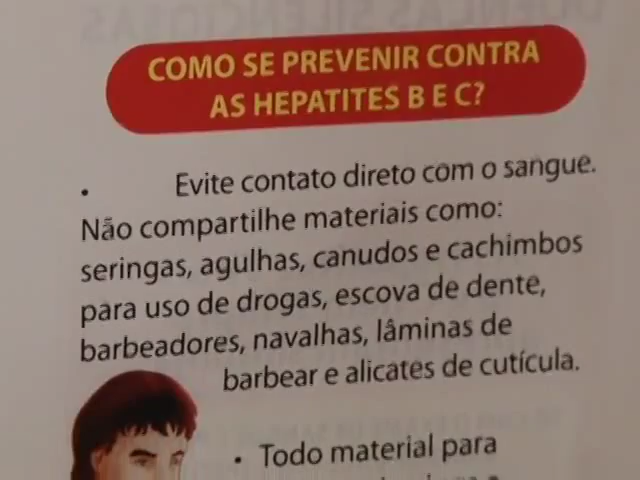 COMO SE PREVENIR CONTRA
AS HEPATITES B E C?
• Evite contato direto com o sangue.
Não compartilhe materiais como:
seringas, agulhas, canudos e cachimbos
para uso de drogas, escova de dente,
barbeadores, navalhas, lâminas de
barbear e alicates de cutícula.
• Todo material para